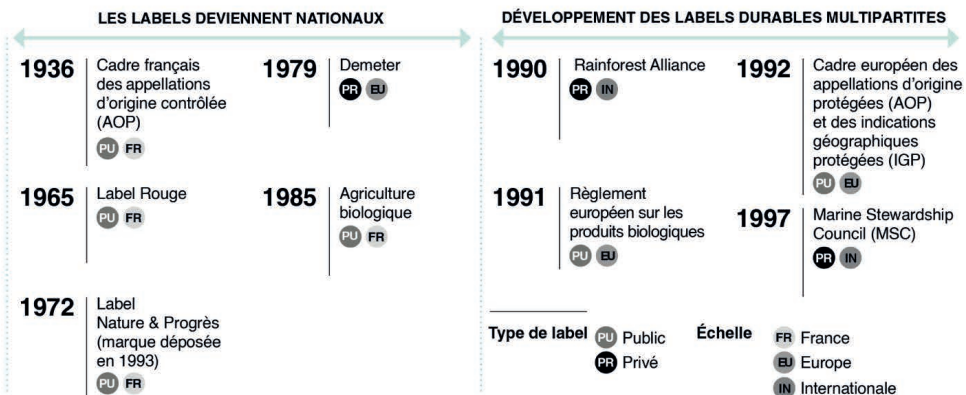 LES LABELS DEVIENNENT NATIONAUX
1936
Cadre français
des appellations
d'origine contrôlée
(AOP)
PU FR
1965
Label Rouge
PU FR
1972
Label
Nature & Progrès
(marque déposée
en 1993)
PU FR
1979
Demeter
PR EU
1985
Agriculture
biologique
PU FR
DÉVELOPPEMENT DES LABELS DURABLES MULTIPARTITES
1990
Rainforest Alliance
PR IN
1991
Règlement
européen sur les
produits biologiques
PU EU
1992
Cadre européen des
appellations d'origine
protégées (AOP)
et des indications
géographiques
protégées (IGP)
PU EU
1997
Marine Stewardship
Council (MSC)
PR IN
Type de label
PU Public
PR Privé
Échelle
FR France
EU Europe
IN Internationale